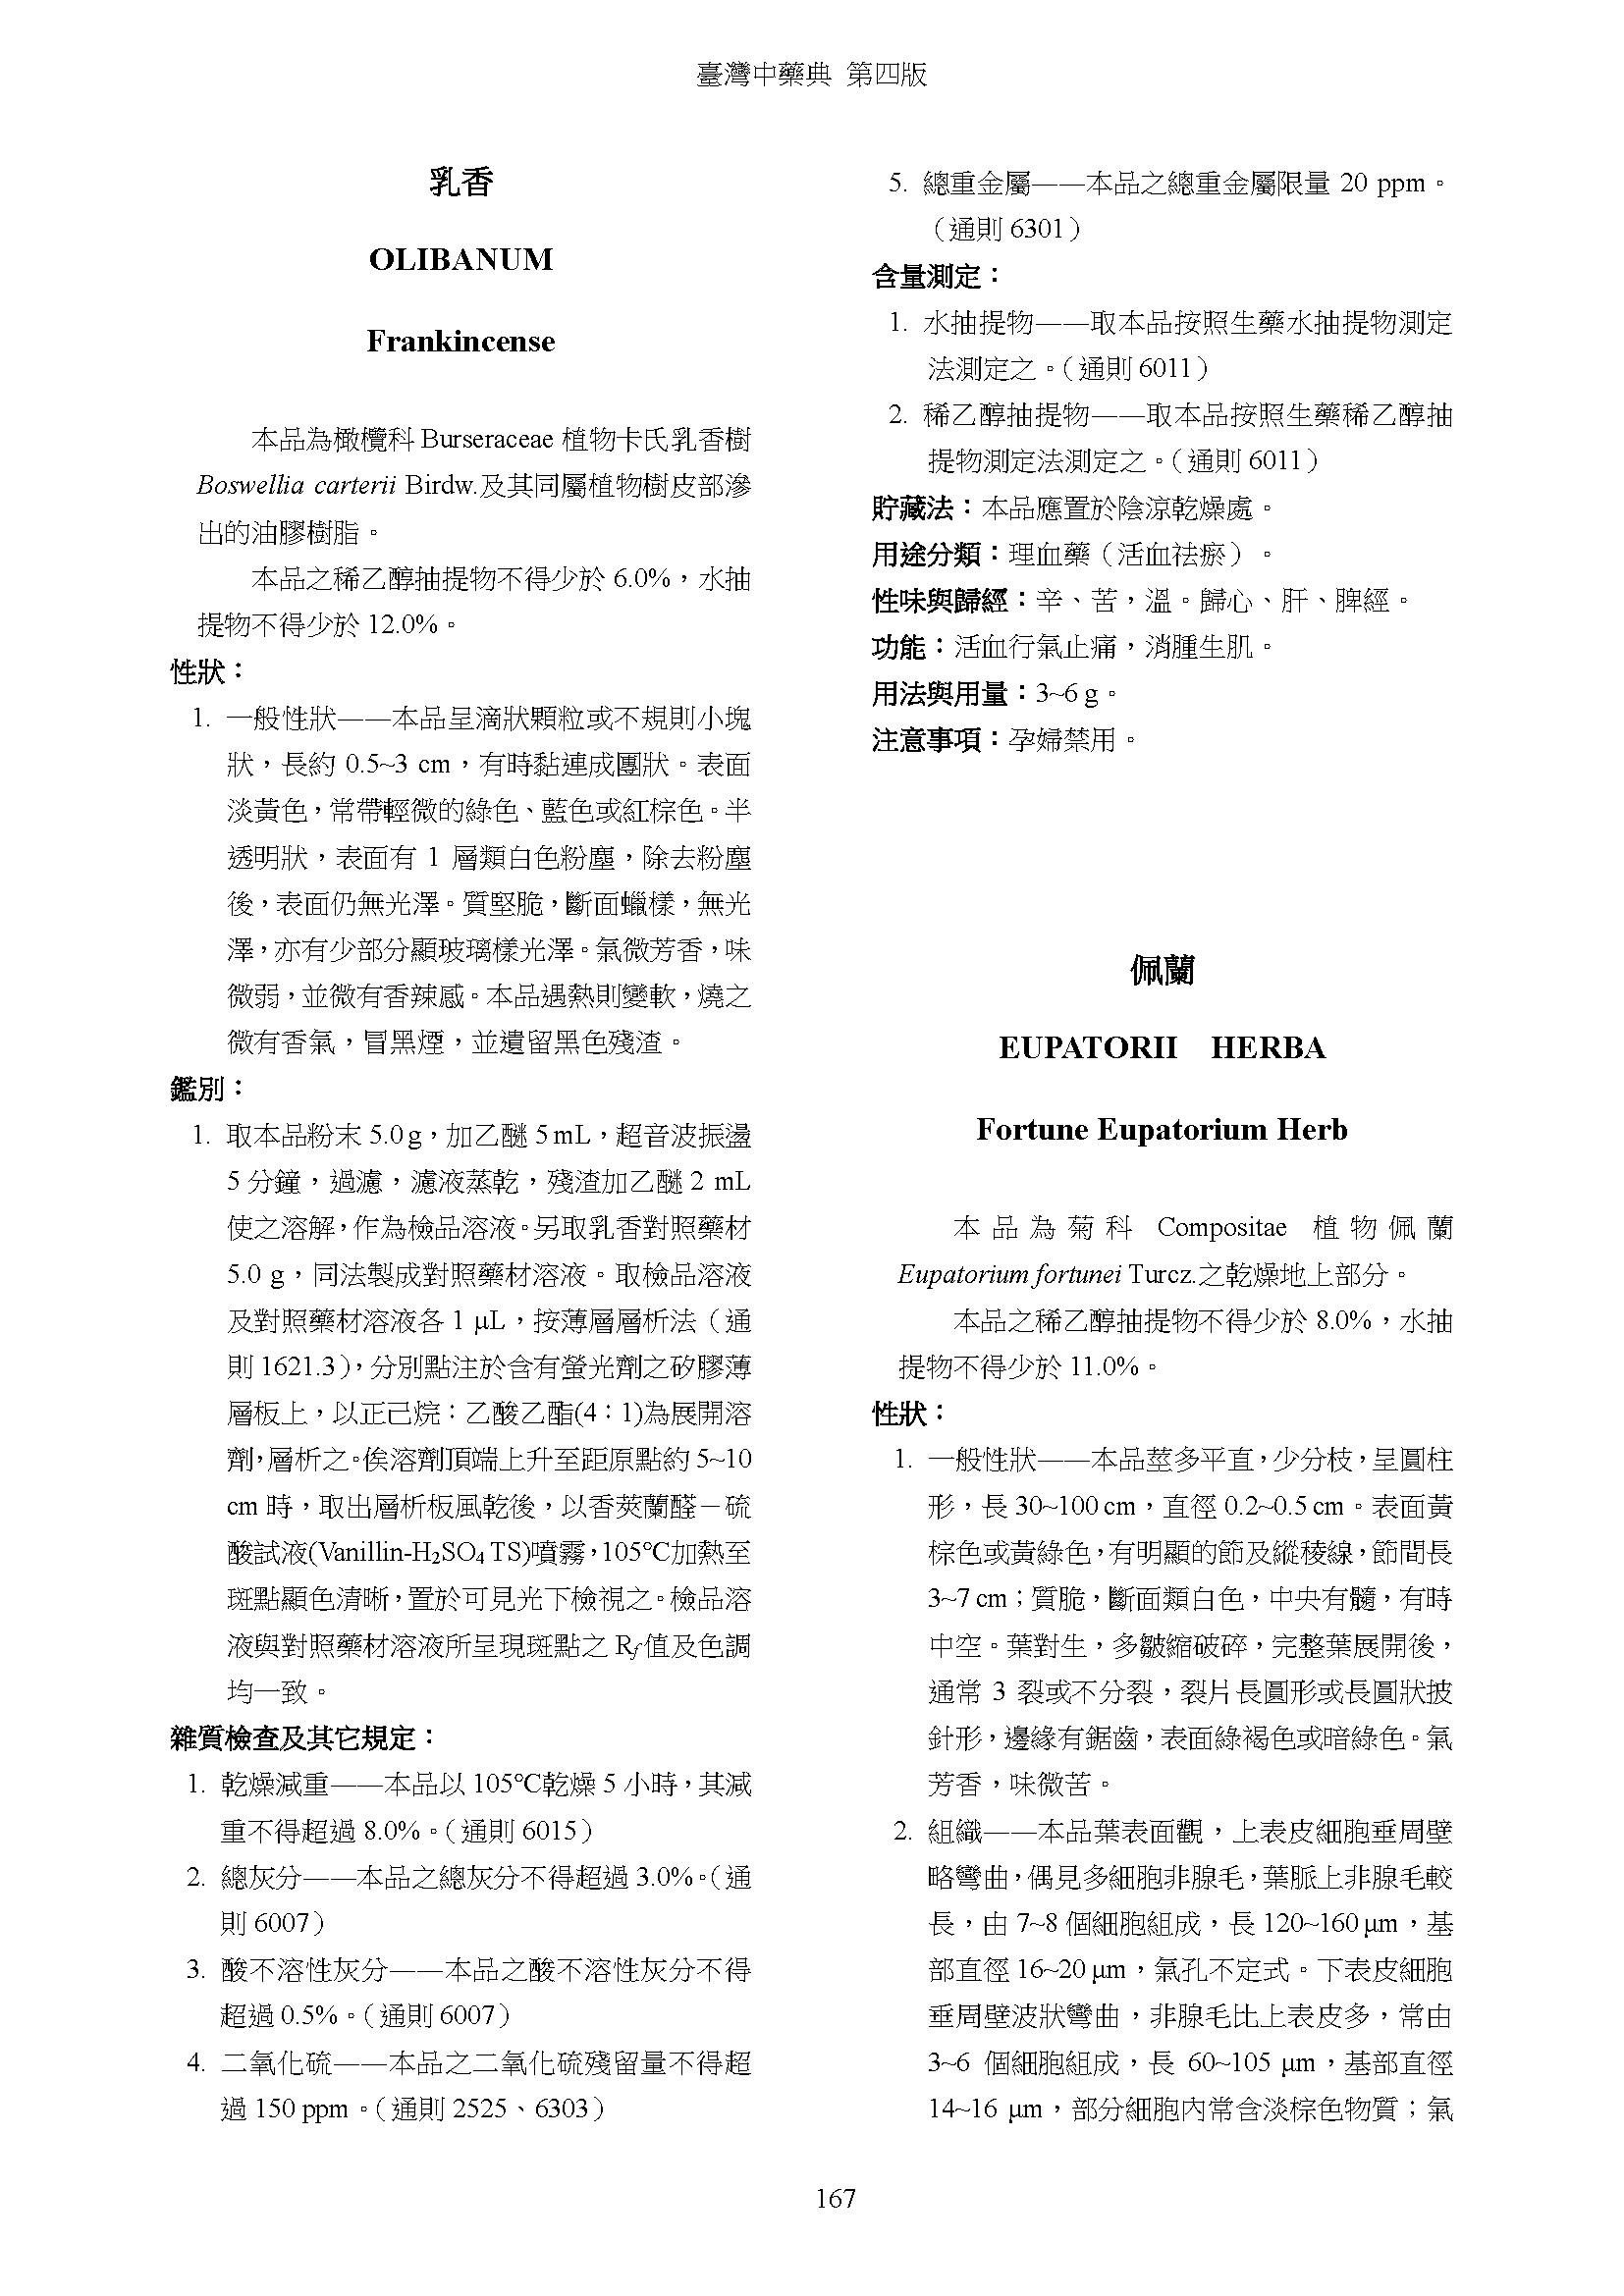 臺灣中藥典 第四版
乳香
OLIBANUM
Frankincense
本品為橄欖科 Burseraceae 植物卡氏乳香樹
Boswellia carterii Birdw.及其同屬植物樹皮部滲
出的油膠樹脂。
本品之稀乙醇抽提物不得少於 6.0%，水抽
提物不得少於 12.0%。
性狀：
1. 一般性狀——本品呈滴狀顆粒或不規則小塊
狀，長約 0.5~3 cm，有時黏連成團狀。表面
淡黃色，常帶輕微的綠色、藍色或紅棕色。半
透明狀，表面有 1 層類白色粉塵，除去粉塵
後，表面仍無光澤。質堅脆，斷面蠟樣，無光
澤，亦有少部分顯玻璃樣光澤。氣微芳香，味
微弱，並微有香辣感。本品遇熱則變軟，燒之
微有香氣，冒黑煙，並遺留黑色殘渣。
鑑別：
1. 取本品粉末 5.0 g，加乙醚 5 mL，超音波振盪
5 分鐘，過濾，濾液蒸乾，殘渣加乙醚 2 mL
使之溶解，作為檢品溶液。另取乳香對照藥材
5.0 g，同法製成對照藥材溶液。取檢品溶液
及對照藥材溶液各 1 μL，按薄層層析法（通
則 1621.3），分別點注於含有螢光劑之矽膠薄
層板上，以正己烷：乙酸乙酯(4：1)為展開溶
劑，層析之。俟溶劑頂端上升至距原點約 5~10
cm 時，取出層析板風乾後，以香莢蘭醛－硫
酸試液(Vanillin-H₂SO₄ TS)噴霧，105℃加熱至
斑點顯色清晰，置於可見光下檢視之。檢品溶
液與對照藥材溶液所呈現斑點之 Rf 值及色調
均一致。
雜質檢查及其它規定：
1. 乾燥減重——本品以 105℃乾燥 5 小時，其減
重不得超過 8.0%。（通則 6015）
2. 總灰分——本品之總灰分不得超過 3.0%。（通
則 6007）
3. 酸不溶性灰分——本品之酸不溶性灰分不得
超過 0.5%。（通則 6007）
4. 二氧化硫——本品之二氧化硫殘留量不得超
過 150 ppm。（通則 2525、6303）
5. 總重金屬——本品之總重金屬限量 20 ppm。
（通則 6301）
含量測定：
1. 水抽提物——取本品按照生藥水抽提物測定
法測定之。（通則 6011）
2. 稀乙醇抽提物——取本品按照生藥稀乙醇抽
提物測定法測定之。（通則 6011）
貯藏法：本品應置於陰涼乾燥處。
用途分類：理血藥（活血祛瘀）。
性味與歸經：辛、苦，溫。歸心、肝、脾經。
功能：活血行氣止痛，消腫生肌。
用法與用量：3~6 g。
注意事項：孕婦禁用。
佩蘭
EUPATORII HERBA
Fortune Eupatorium Herb
本品為菊科 Compositae 植物佩蘭
Eupatorium fortunei Turcz.之乾燥地上部分。
本品之稀乙醇抽提物不得少於 8.0%，水抽
提物不得少於 11.0%。
性狀：
1. 一般性狀——本品莖多平直，少分枝，呈圓柱
形，長 30~100 cm，直徑 0.2~0.5 cm。表面黃
棕色或黃綠色，有明顯的節及縱稜線，節間長
3~7 cm；質脆，斷面類白色，中央有髓，有時
中空。葉對生，多皺縮破碎，完整葉展開後，
通常 3 裂或不分裂，裂片長圓形或長圓狀披
針形，邊緣有鋸齒，表面綠褐色或暗綠色。氣
芳香，味微苦。
2. 組織——本品葉表面觀，上表皮細胞垂周壁
略彎曲，偶見多細胞非腺毛，葉脈上非腺毛較
長，由 7~8 個細胞組成，長 120~160 μm，基
部直徑 16~20 μm，氣孔不定式。下表皮細胞
垂周壁波狀彎曲，非腺毛比上表皮多，常由
3~6 個細胞組成，長 60~105 μm，基部直徑
14~16 μm，部分細胞內常含淡棕色物質；氣
167